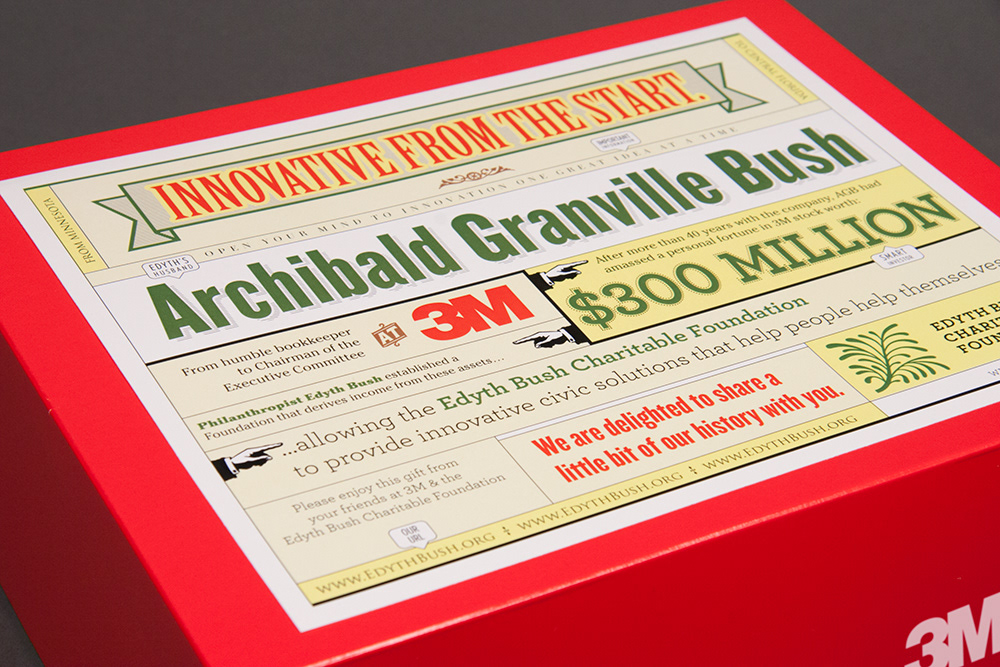 INNOVATIVE FROM THE START.
FROM MINNESOTA
TO CENTRAL FLORIDA
OPEN YOUR MIND TO INNOVATION ONE GREAT IDEA AT A TIME
IMPORTANT
INFORMATION
EDYTH'S
HUSBAND
Archibald Granville Bush
From humble bookkeeper
to Chairman of the
Executive Committee
AT
3M
After more than 40 years with the company, AGB had
amassed a personal fortune in 3M stock worth:
$300 MILLION
SMART
INVESTOR
Philanthropist Edyth Bush established a
Foundation that derives income from these assets...
...allowing the Edyth Bush Charitable Foundation
to provide innovative civic solutions that help people help themselves
Please enjoy this gift from
your friends at 3M & the
Edyth Bush Charitable Foundation
We are delighted to share a
little bit of our history with you.
EDYTH B
CHARI
FOUN
OUR
URL
WWW.EDYTHBUSH.ORG WWW.EDYTHBUSH.ORG WWW.EDYTHBUSH.ORG
3M